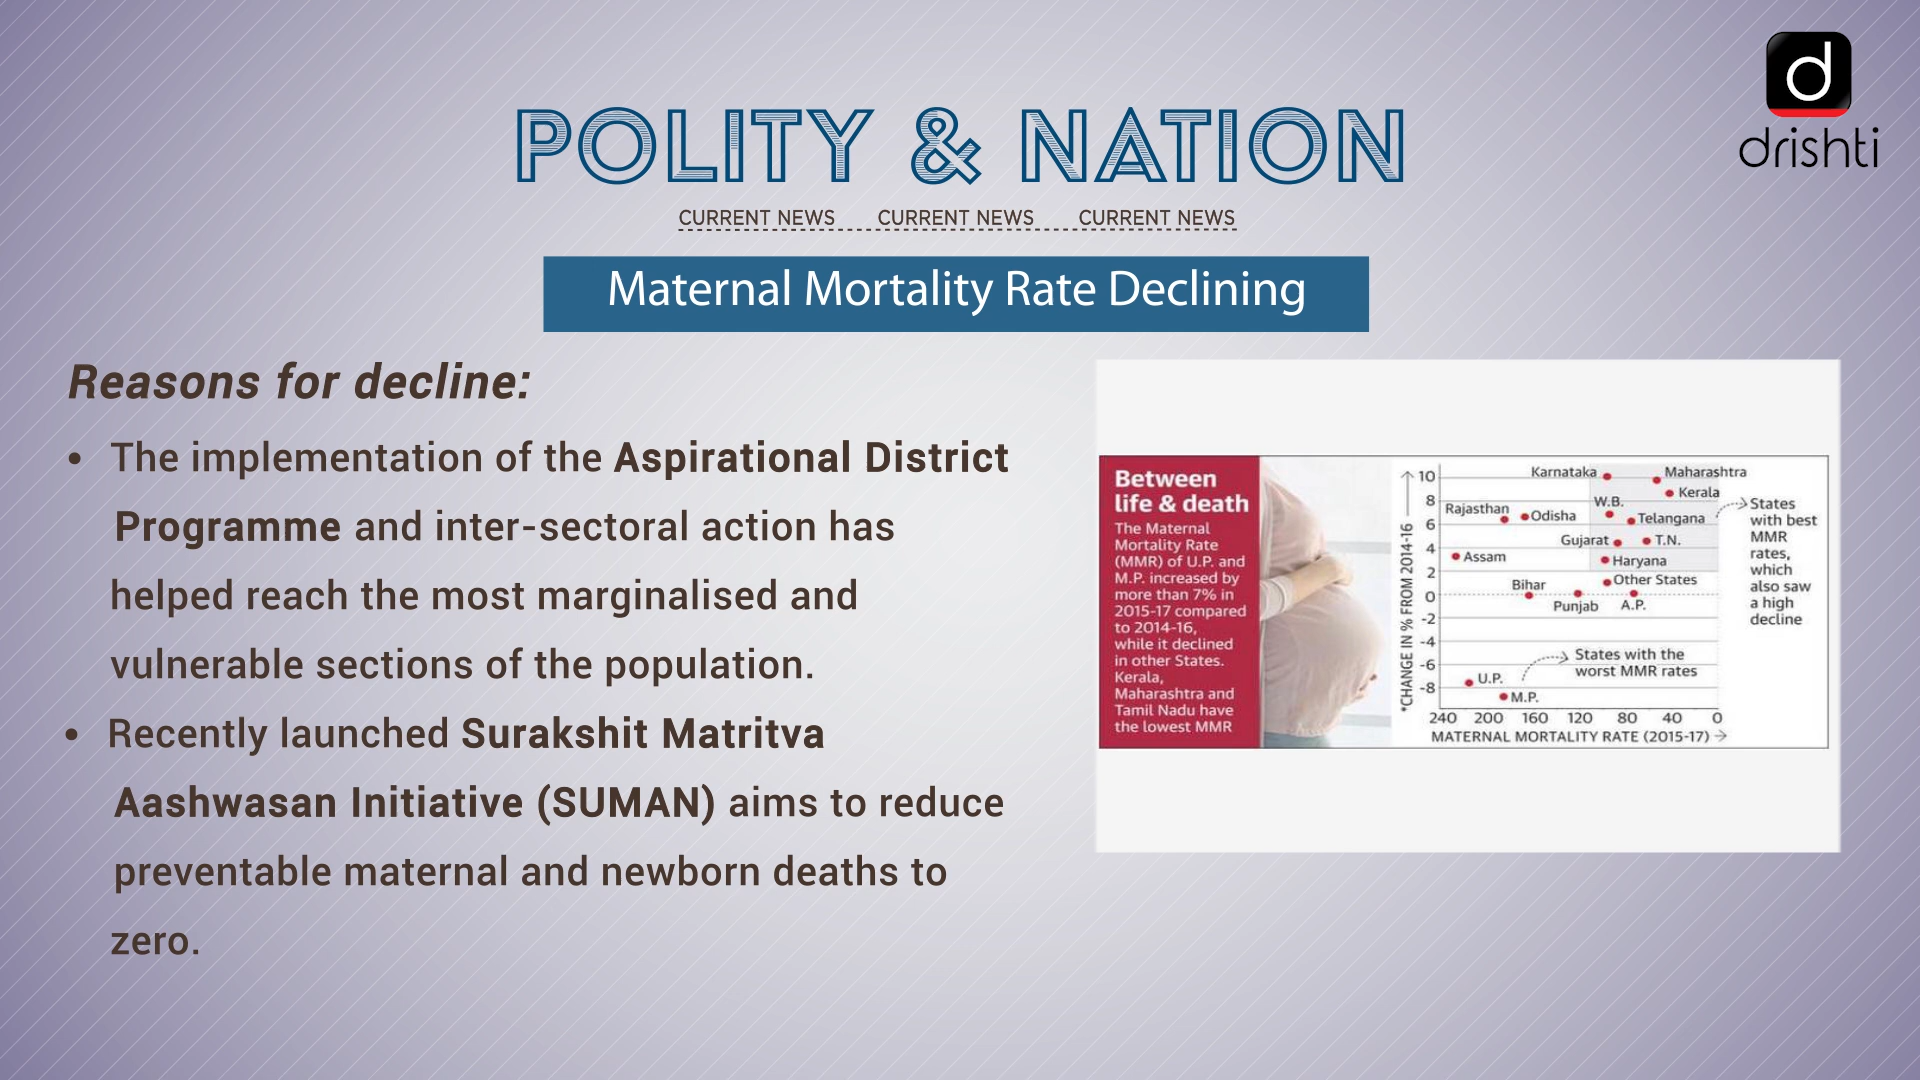 d
drishti
POLITY & NATION
CURRENT NEWS CURRENT NEWS CURRENT NEWS
Maternal Mortality Rate Declining
Reasons for decline:
• The implementation of the Aspirational District
Programme and inter-sectoral action has
helped reach the most marginalised and
vulnerable sections of the population.
• Recently launched Surakshit Matritva
Aashwasan Initiative (SUMAN) aims to reduce
preventable maternal and newborn deaths to
zero.
Between
life & death
The Maternal
Mortality Rate
(MMR) of U.P. and
M.P. increased by
more than 7% in
2015-17 compared
to 2014-16,
while it declined
in other States.
Kerala,
Maharashtra and
Tamil Nadu have
the lowest MMR
*CHANGE IN % FROM 2014-16
10
8
6
4
2
0
-2
-4
-6
-8
Karnataka
Maharashtra
Kerala
W.B.
Rajasthan
Odisha
Telangana
Gujarat
T.N.
Assam
Haryana
Bihar
Other States
Punjab
A.P.
U.P.
M.P.
States
with best
MMR
rates,
which
also saw
a high
decline
States with the
worst MMR rates
240 200 160 120 80 40 0
MATERNAL MORTALITY RATE (2015-17)